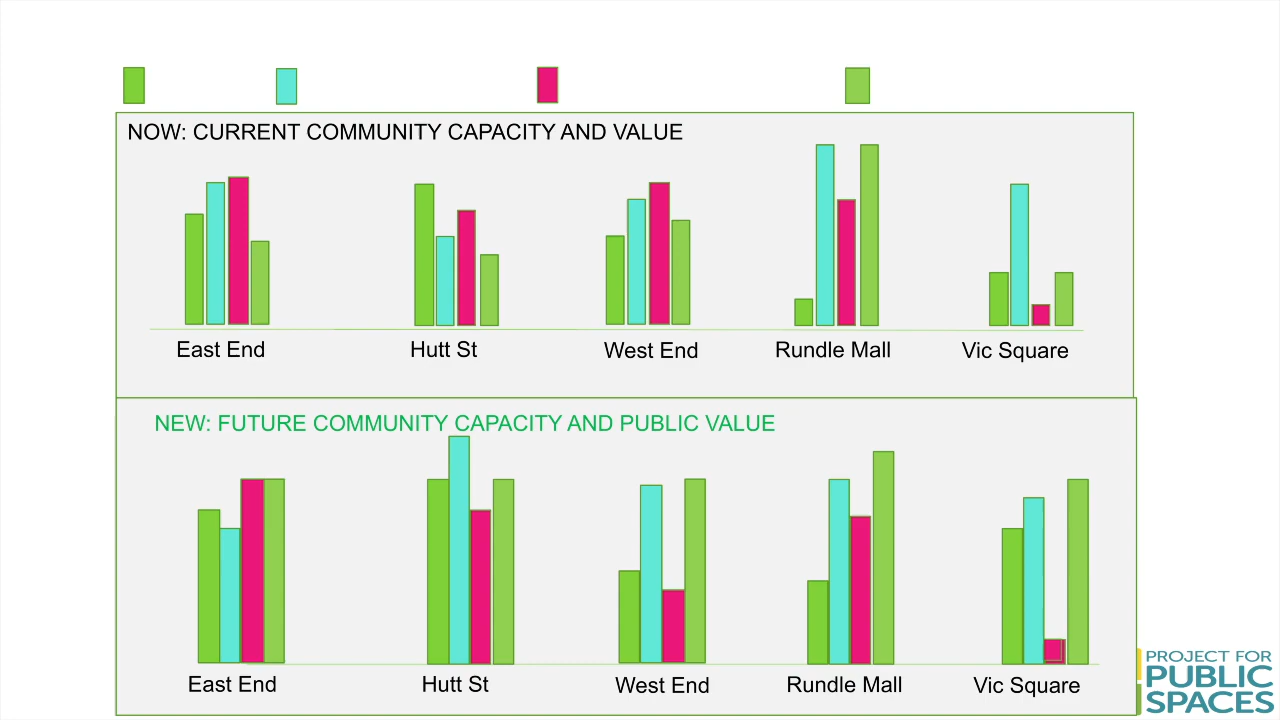 NOW: CURRENT COMMUNITY CAPACITY AND VALUE
East End
Hutt St
West End
Rundle Mall
Vic Square
NEW: FUTURE COMMUNITY CAPACITY AND PUBLIC VALUE
East End
Hutt St
West End
Rundle Mall
Vic Square
PROJECT FOR
PUBLIC
SPACES